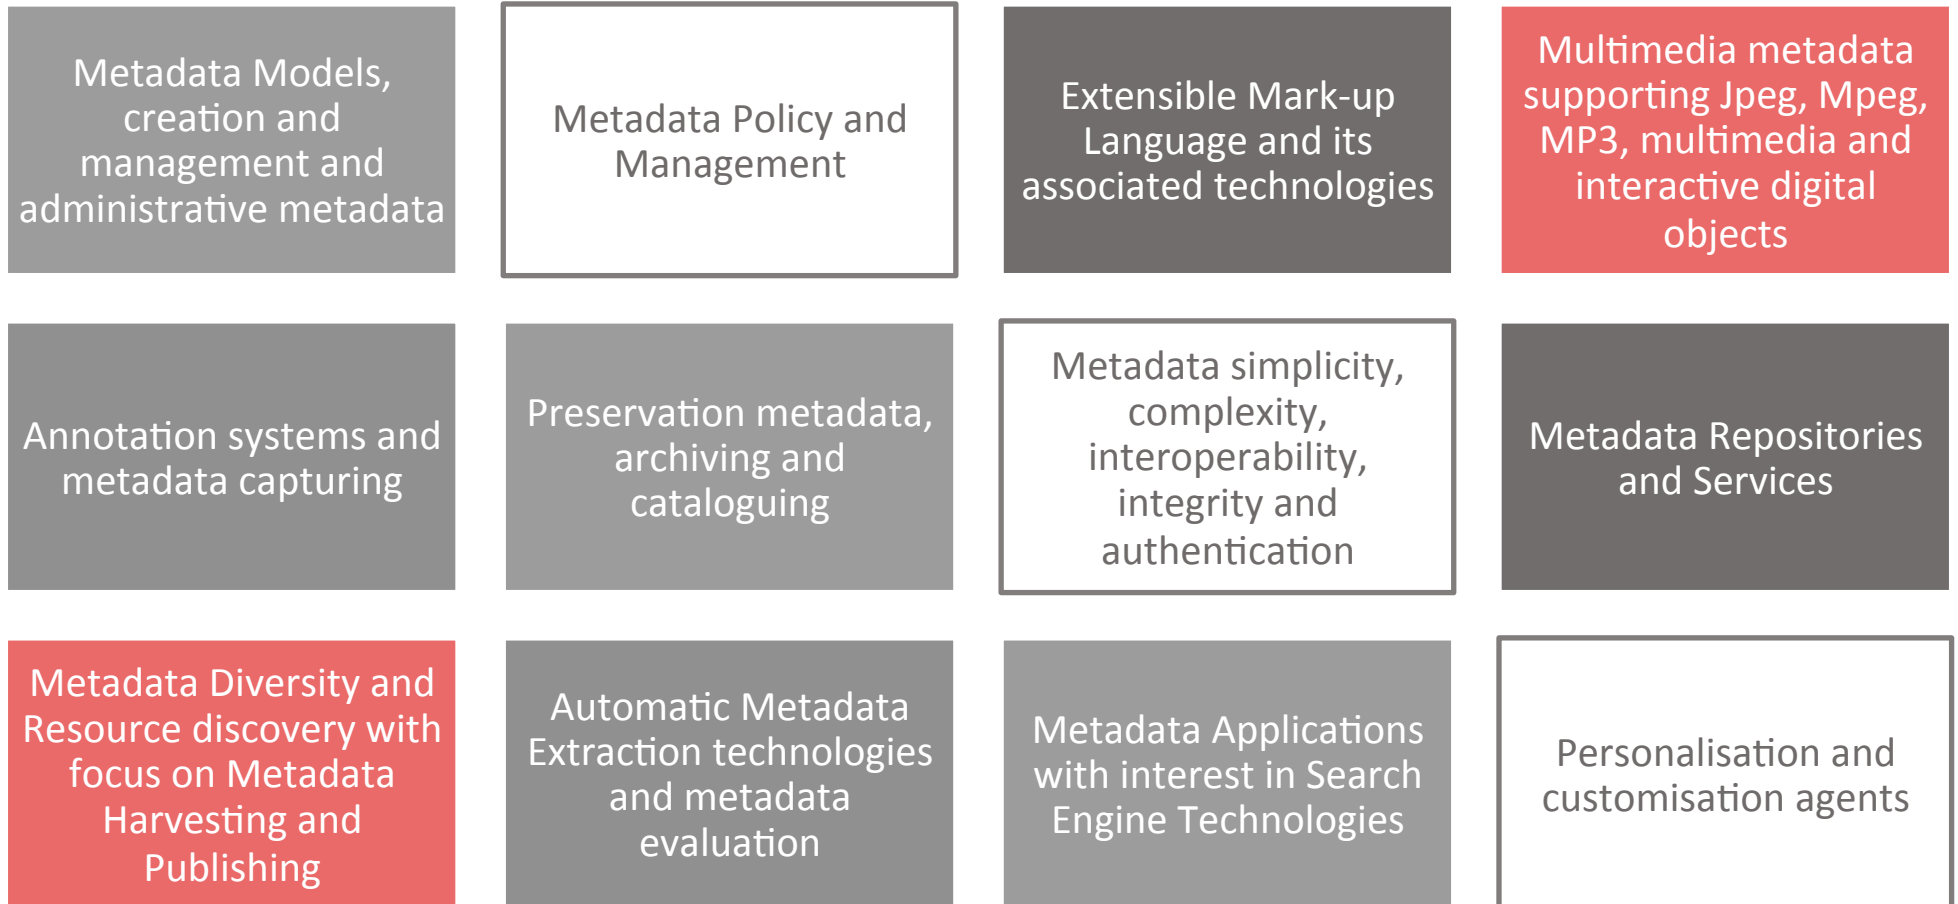 Metadata Models,
creation and
management and
administrative metadata
Metadata Policy and
Management
Extensible Mark-up
Language and its
associated technologies
Multimedia metadata
supporting Jpeg, Mpeg,
MP3, multimedia and
interactive digital
objects
Annotation systems and
metadata capturing
Preservation metadata,
archiving and
cataloguing
Metadata simplicity,
complexity,
interoperability,
integrity and
authentication
Metadata Repositories
and Services
Metadata Diversity and
Resource discovery with
focus on Metadata
Harvesting and
Publishing
Automatic Metadata
Extraction technologies
and metadata
evaluation
Metadata Applications
with interest in Search
Engine Technologies
Personalisation and
customisation agents